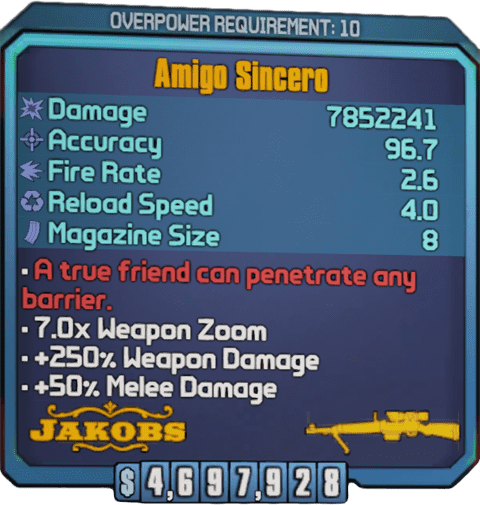 OVERPOWER REQUIREMENT: 10
Amigo Sincero
Damage 7852241
Accuracy 96.7
Fire Rate 2.6
Reload Speed 4.0
Magazine Size 8
• A true friend can penetrate any
barrier.
• 7.0x Weapon Zoom
• +250% Weapon Damage
• +50% Melee Damage
JAKOBS
$4,697,928